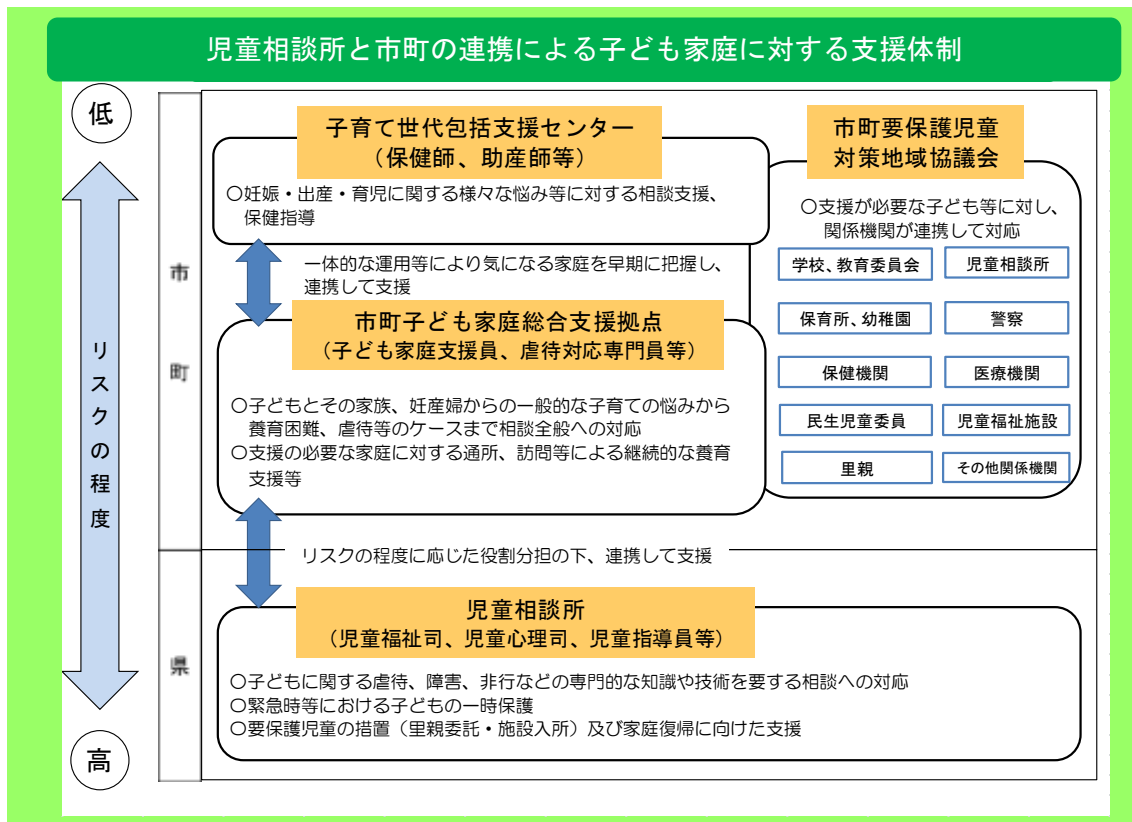 児童相談所と市町の連携による子ども家庭に対する支援体制
低
リスクの程度
高
市町
県
子育て世代包括支援センター
（保健師、助産師等）
○妊娠・出産・育児に関する様々な悩み等に対する相談支援、
保健指導
一体的な運用等により気になる家庭を早期に把握し、
連携して支援
市町子ども家庭総合支援拠点
（子ども家庭支援員、虐待対応専門員等）
○子どもとその家族、妊産婦からの一般的な子育ての悩みから
養育困難、虐待等のケースまで相談全般への対応
○支援の必要な家庭に対する通所、訪問等による継続的な養育
支援等
市町要保護児童
対策地域協議会
○支援が必要な子ども等に対し、
関係機関が連携して対応
学校、教育委員会
児童相談所
保育所、幼稚園
警察
保健機関
医療機関
民生児童委員
児童福祉施設
里親
その他関係機関
リスクの程度に応じた役割分担の下、連携して支援
児童相談所
（児童福祉司、児童心理司、児童指導員等）
○子どもに関する虐待、障害、非行などの専門的な知識や技術を要する相談への対応
○緊急時等における子どもの一時保護
○要保護児童の措置（里親委託・施設入所）及び家庭復帰に向けた支援